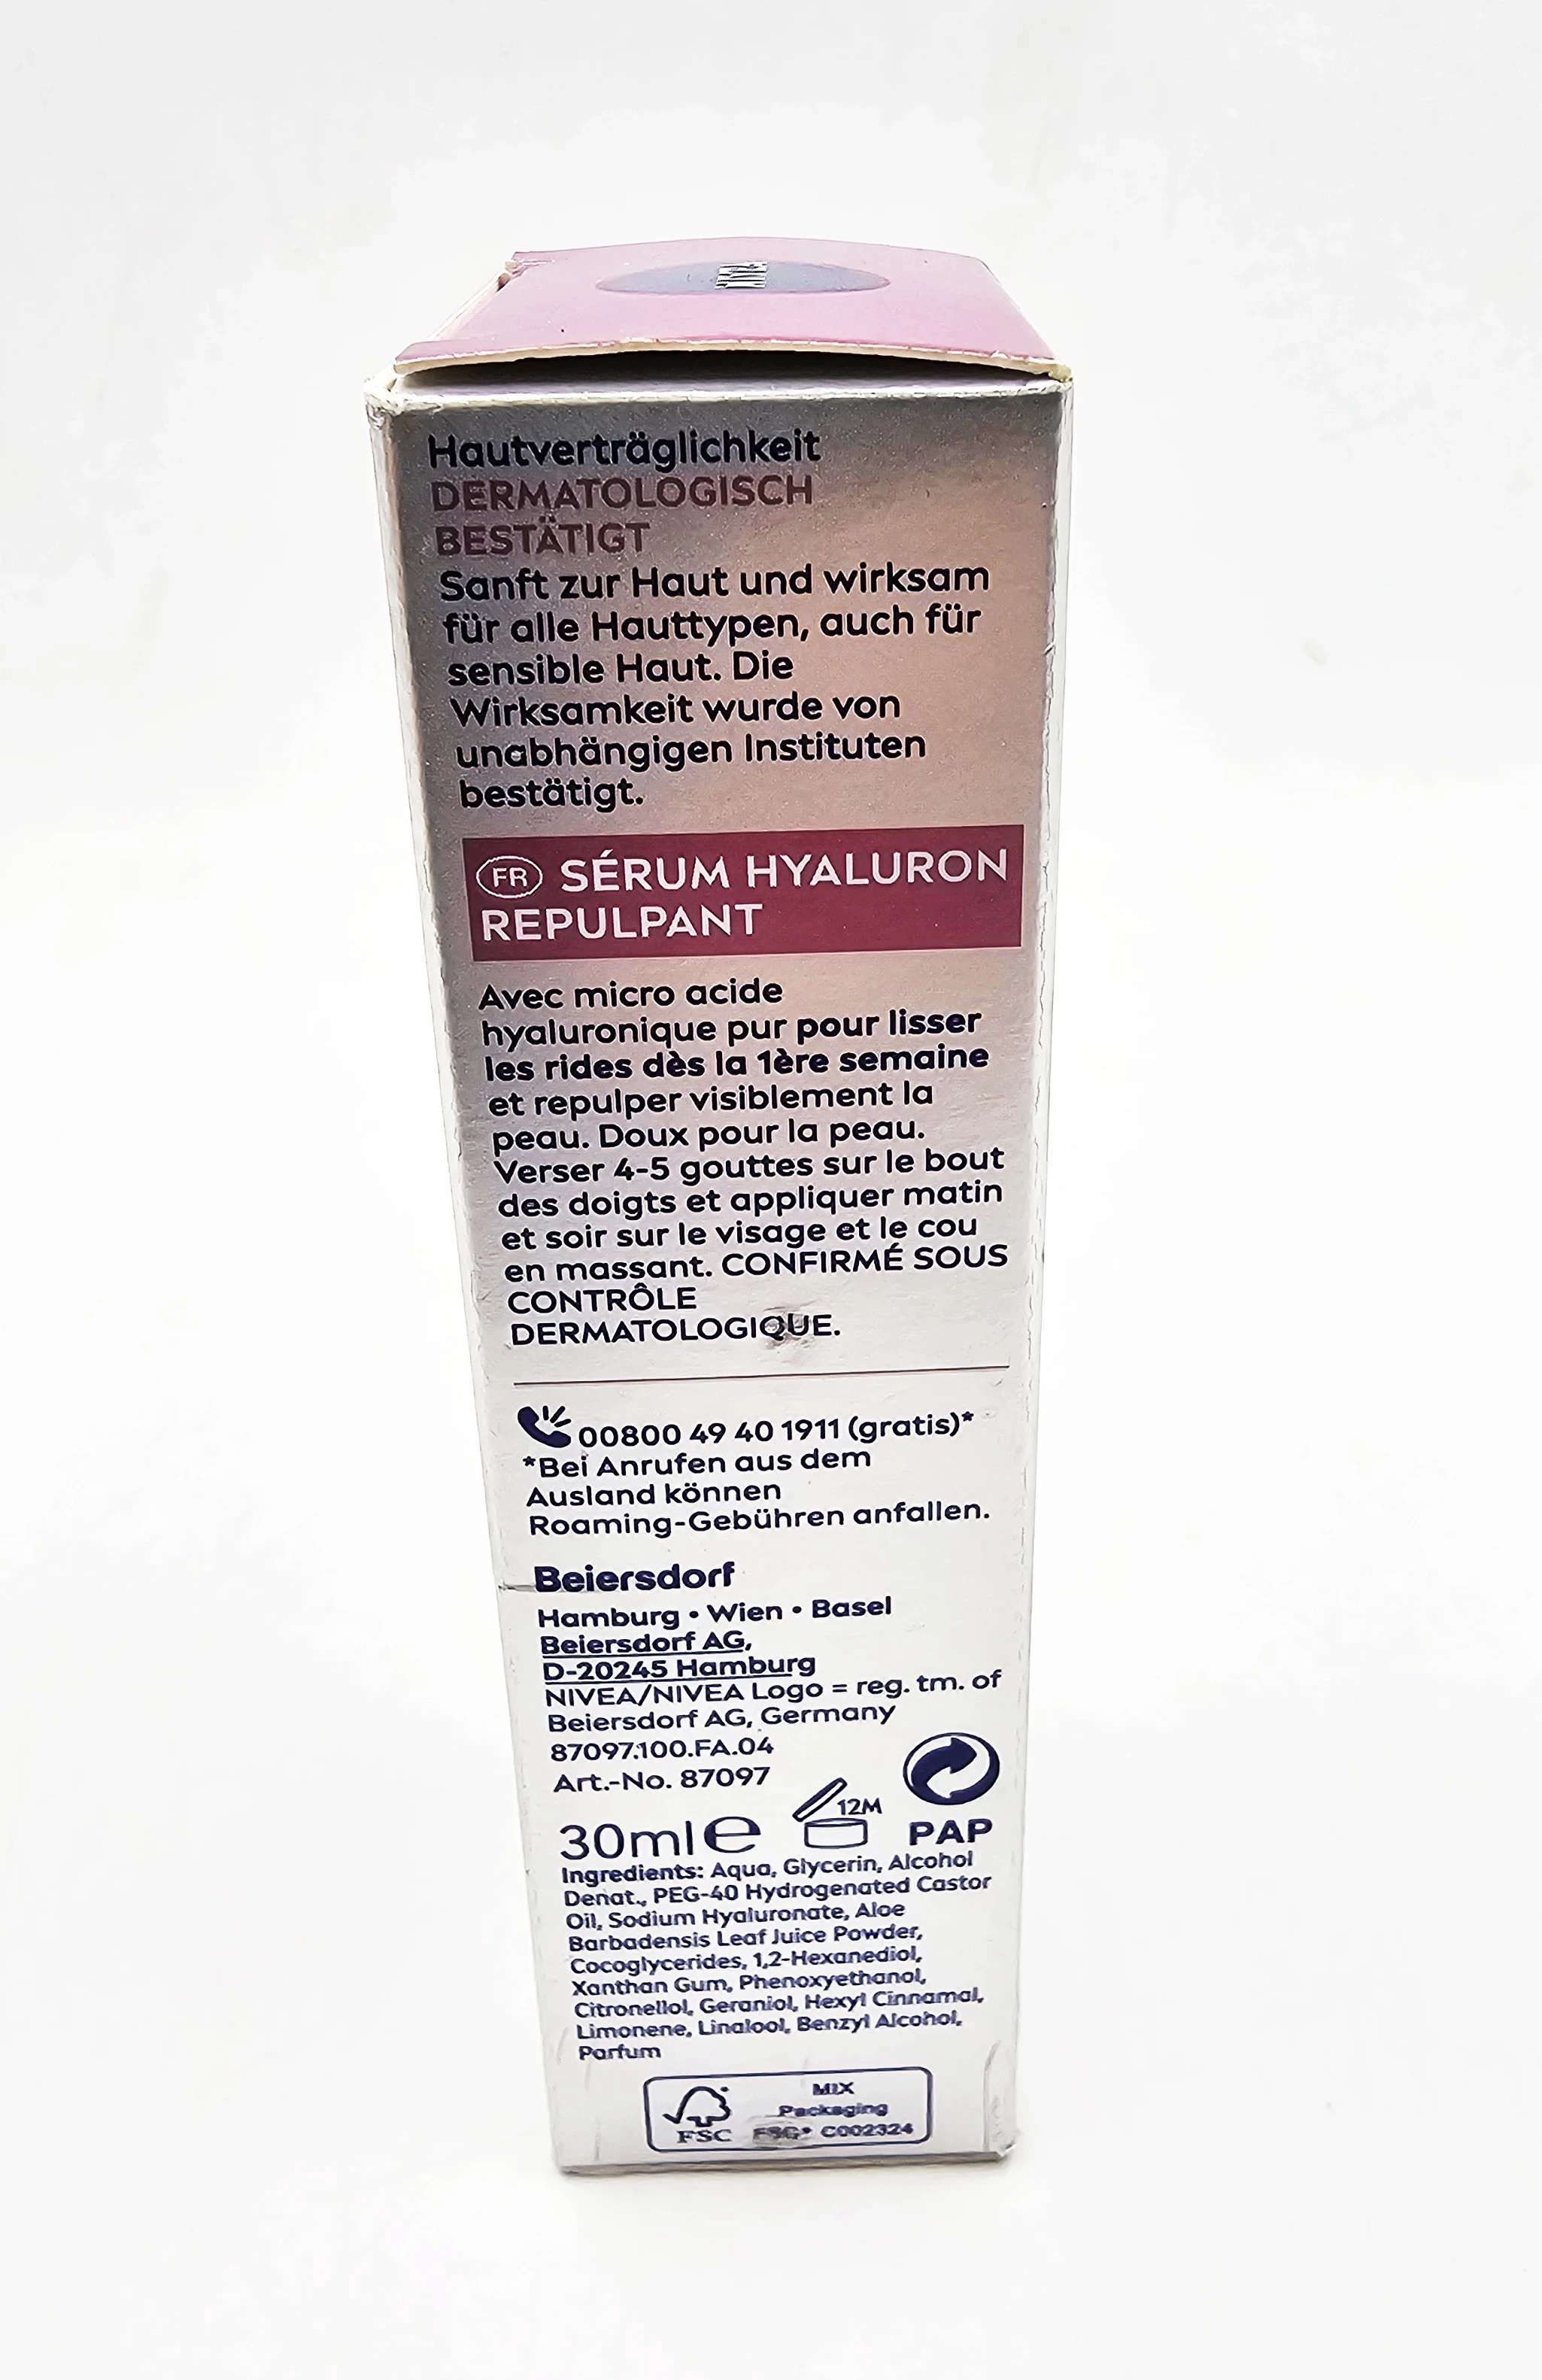 Hautverträglichkeit
DERMATOLOGISCH
BESTÄTIGT
Sanft zur Haut und wirksam
für alle Hauttypen, auch für
sensible Haut. Die
Wirksamkeit wurde von
unabhängigen Instituten
bestätigt.
FR SÉRUM HYALURON
REPULPANT
Avec micro acide
hyaluronique pur pour lisser
les rides dès la 1ère semaine
et repulper visiblement la
peau. Doux pour la peau.
Verser 4-5 gouttes sur le bout
des doigts et appliquer matin
et soir sur le visage et le cou
en massant. CONFIRMÉ SOUS
CONTRÔLE
DERMATOLOGIQUE.
00800 49 40 1911 (gratis)*
*Bei Anrufen aus dem
Ausland können
Roaming-Gebühren anfallen.
Beiersdorf
Hamburg • Wien • Basel
Beiersdorf AG,
D-20245 Hamburg
NIVEA/NIVEA Logo = reg. tm. of
Beiersdorf AG, Germany
87097.100.FA.04
Art.-No. 87097
12M
30ml e
PAP
Ingredients: Aqua, Glycerin, Alcohol
Denat., PEG-40 Hydrogenated Castor
Oil, Sodium Hyaluronate, Aloe
Barbadensis Leaf Juice Powder,
Cocoglycerides, 1,2-Hexanediol,
Xanthan Gum, Phenoxyethanol,
Citronellol, Geraniol, Hexyl Cinnamal,
Limonene, Linalool, Benzyl Alcohol,
Parfum
MIX
Packaging
FSC FSC® C002324